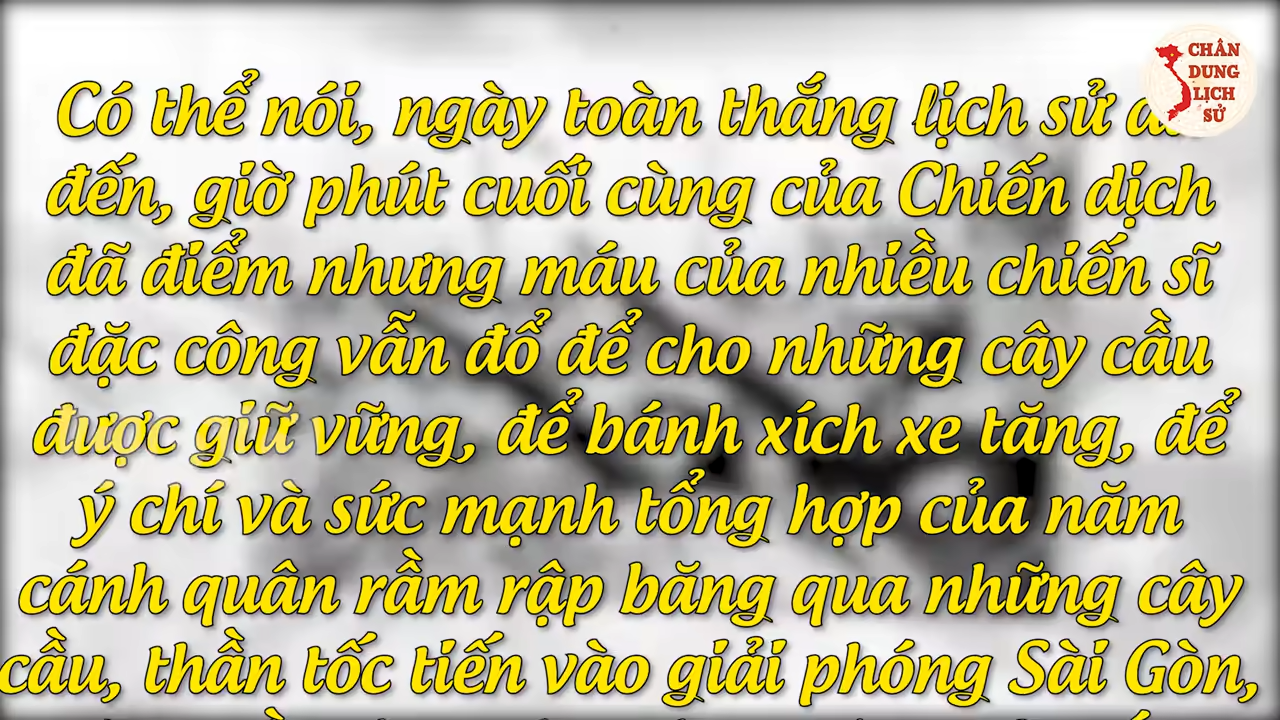 Có thể nói, ngày toàn thắng lịch sử
đến, giờ phút cuối cùng của Chiến dịch
đã điểm nhưng máu của nhiều chiến sĩ
đặc công vẫn đổ để cho những cây cầu
được giữ vững, để bánh xích xe tăng, để
ý chí và sức mạnh tổng hợp của năm
cánh quân rầm rập băng qua những cây
cầu, thần tốc tiến vào giải phóng Sài Gòn,
CHÂN
DUNG
LỊCH
SỬ